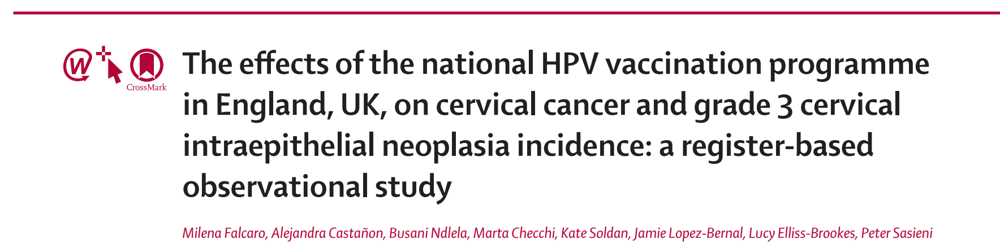 The effects of the national HPV vaccination programme
in England, UK, on cervical cancer and grade 3 cervical
intraepithelial neoplasia incidence: a register-based
observational study
W
CrossMark
Milena Falcaro, Alejandra Castañon, Busani Ndlela, Marta Checchi, Kate Soldan, Jamie Lopez-Bernal, Lucy Elliss-Brookes, Peter Sasieni